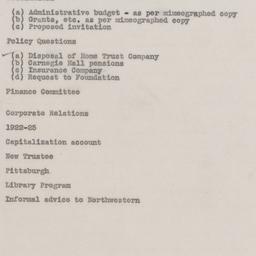 (a) Administrative budget - as per mimeographed copy
(b) Grants, etc. as per mimeographed copy
(c) Proposed invitation
Policy Questions
(a) Disposal of Home Trust Company
(b) Carnegie Hall pensions
(c) Insurance Company
(d) Request to Foundation
Finance Committee
Corporate Relations
1922-25
Capitalization account
New Trustee
Pittsburgh
Library Program
Informal advice to Northwestern